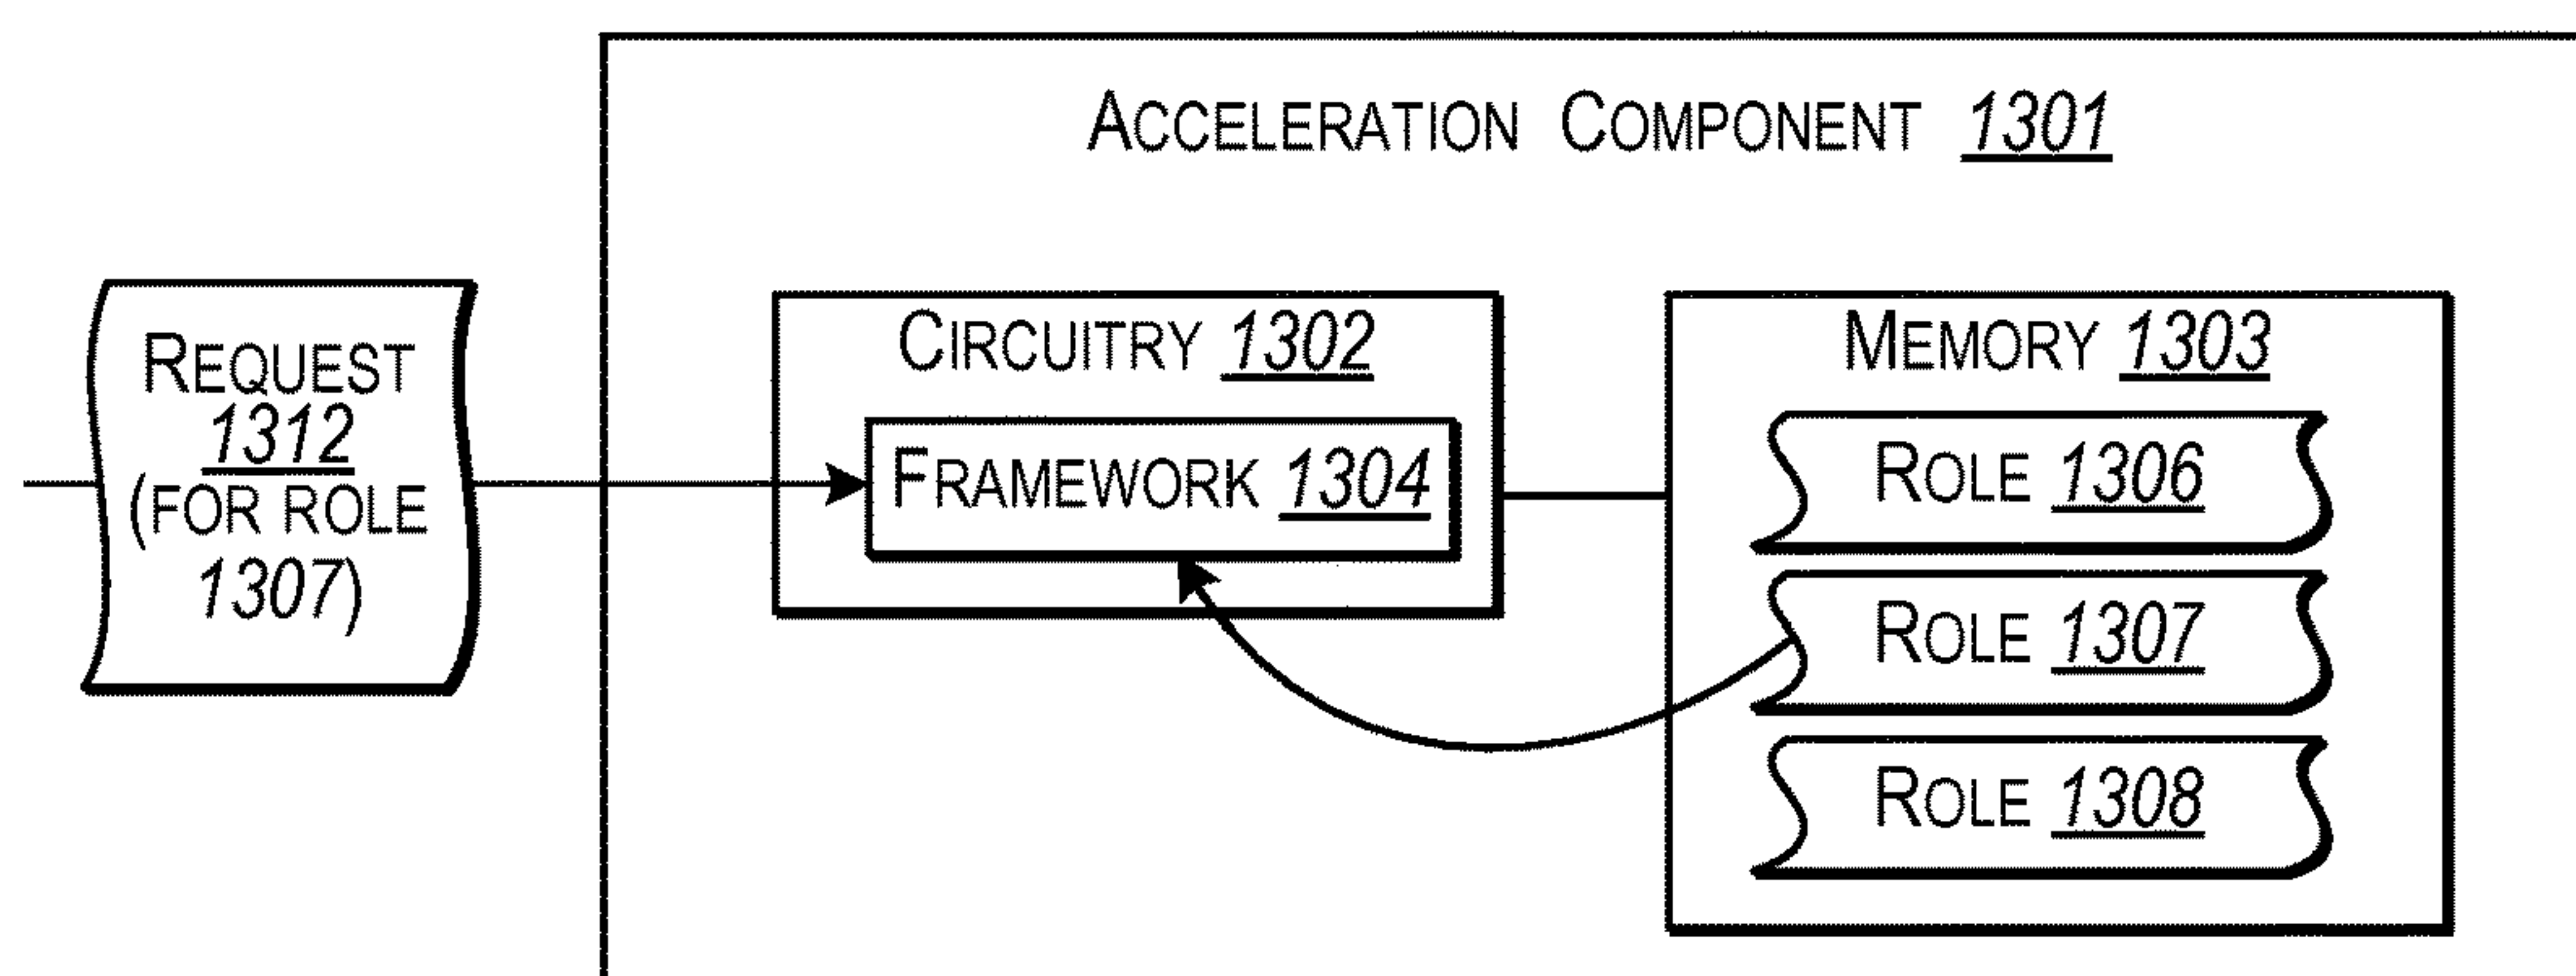 ACCELERATION COMPONENT 1301
REQUEST
1312
(FOR ROLE
1307)
CIRCUITRY 1302
FRAMEWORK 1304
MEMORY 1303
ROLE 1306
ROLE 1307
ROLE 1308